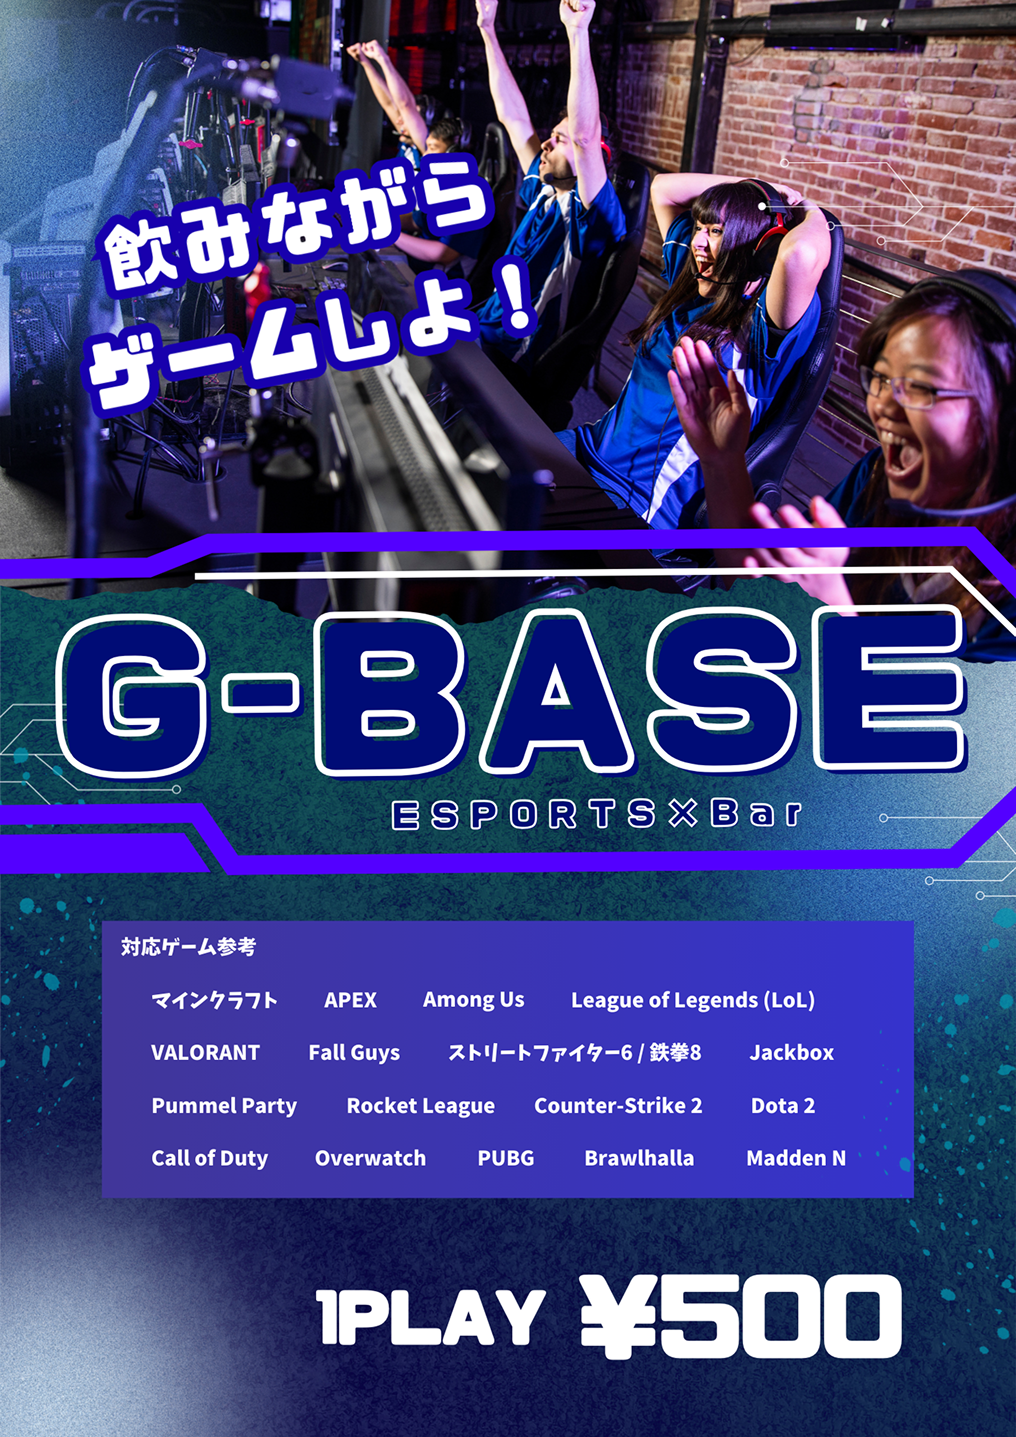 飲みながら
ゲームしよ！
G-BASE
ESPORTS×Bar
対応ゲーム参考
マインクラフト APEX Among Us League of Legends (LoL)
VALORANT Fall Guys ストリートファイター6 / 鉄拳8 Jackbox
Pummel Party Rocket League Counter-Strike 2 Dota 2
Call of Duty Overwatch PUBG Brawlhalla Madden N
1PLAY ¥500